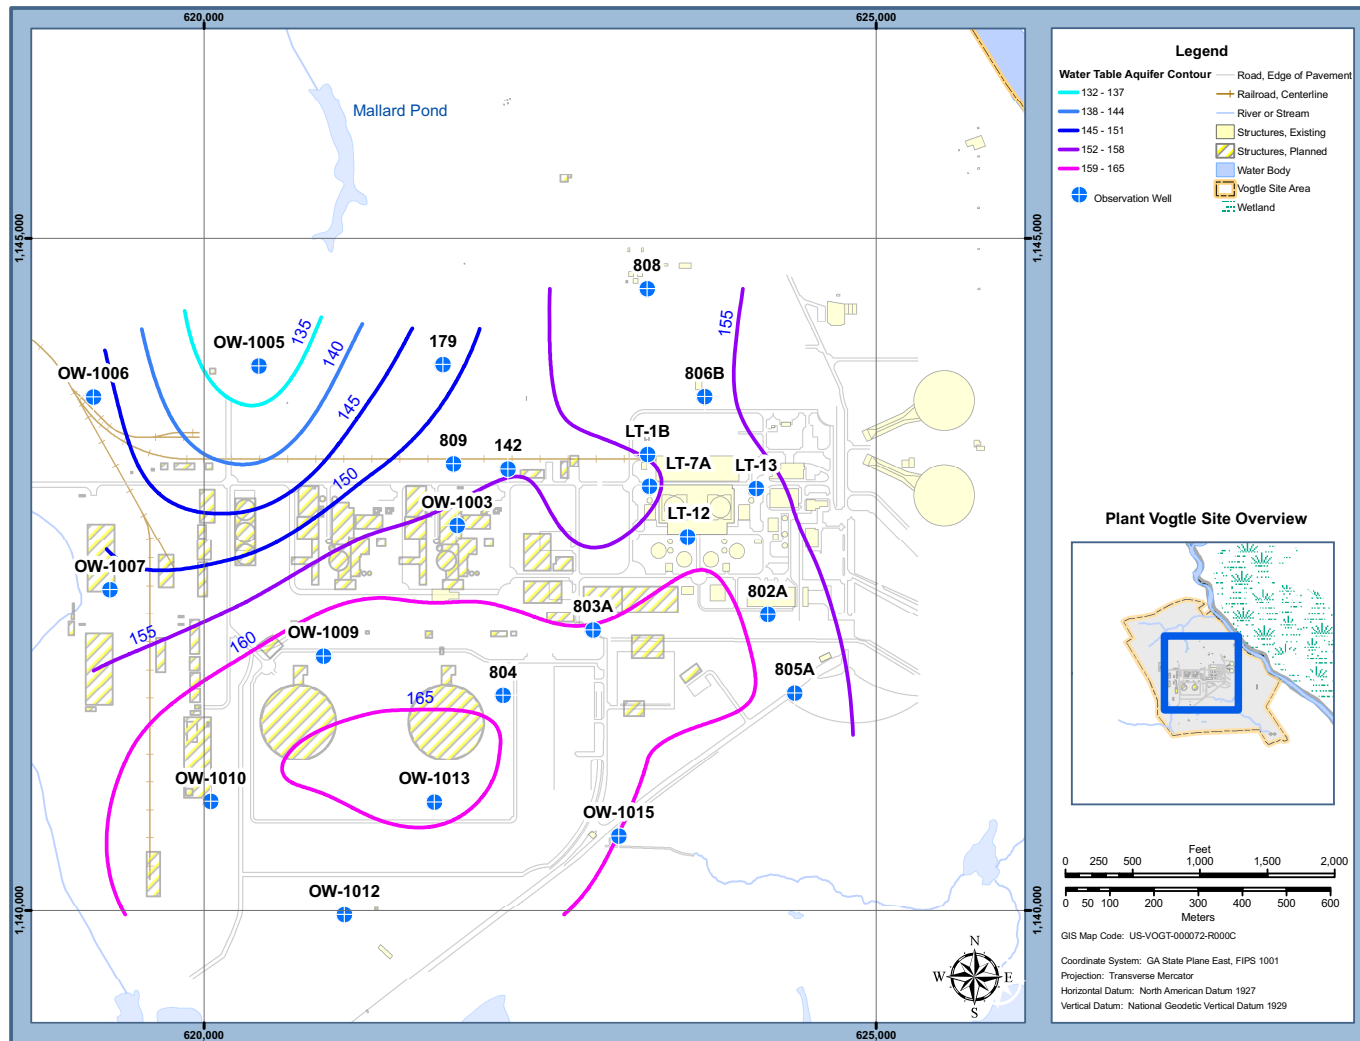 620,000
625,000
Mallard Pond
1,145,000
1,145,000
808
OW-1005
135
179
155
140
OW-1006
806B
145
LT-1B
809
142
LT-7A
LT-13
150
OW-1003
LT-12
OW-1007
802A
803A
155
160
OW-1009
804
805A
165
OW-1010
OW-1013
OW-1015
OW-1012
1,140,000
1,140,000
N
W
E
S
620,000
625,000
Legend
Water Table Aquifer Contour
132 - 137
138 - 144
145 - 151
152 - 158
159 - 165
Observation Well
Road, Edge of Pavement
Railroad, Centerline
River or Stream
Structures, Existing
Structures, Planned
Water Body
Vogtle Site Area
Wetland
Plant Vogtle Site Overview
Feet
0 250 500 1,000 1,500 2,000
0 50 100 200 300 400 500 600
Meters
GIS Map Code: US-VOGT-000072-R000C
Coordinate System: GA State Plane East, FIPS 1001
Projection: Transverse Mercator
Horizontal Datum: North American Datum 1927
Vertical Datum: National Geodetic Vertical Datum 1929